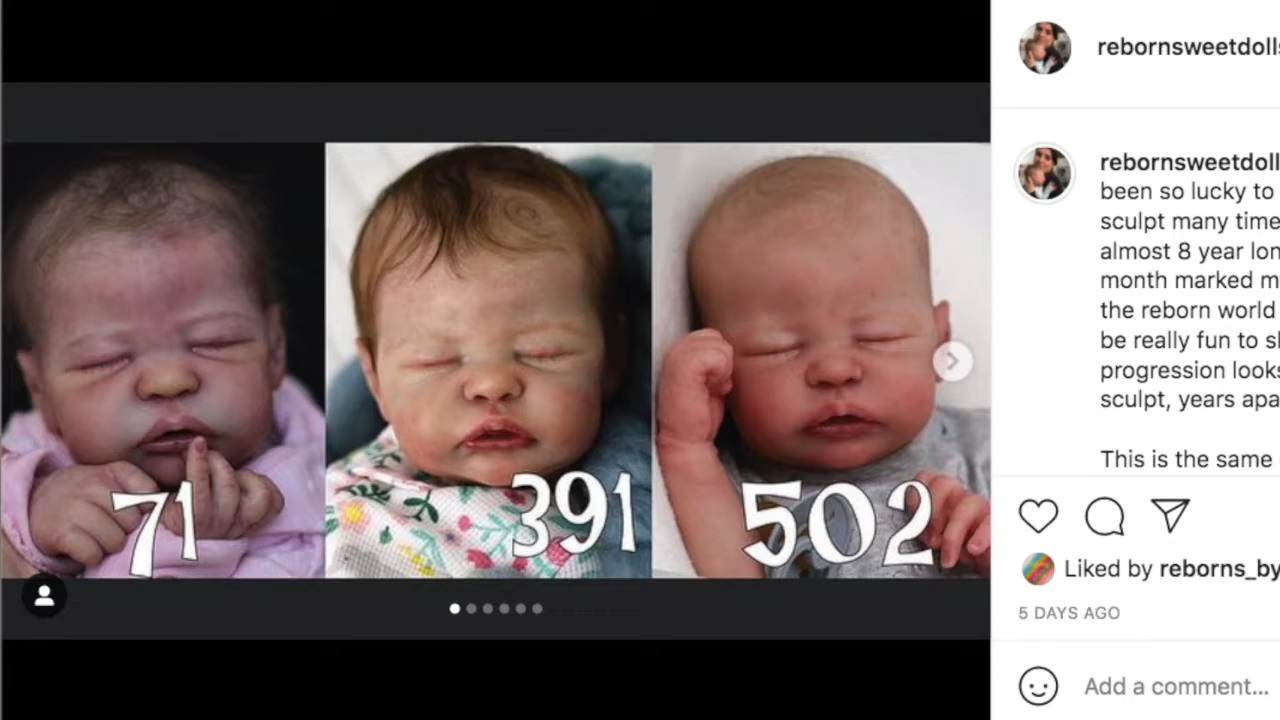 71
391
502
rebornsweetdolls
rebornsweetdoll
been so lucky to
sculpt many time
almost 8 year lon
month marked m
the reborn world
be really fun to sl
progression looks
sculpt, years apa
This is the same
Liked by reborns_by
5 DAYS AGO
Add a comment...